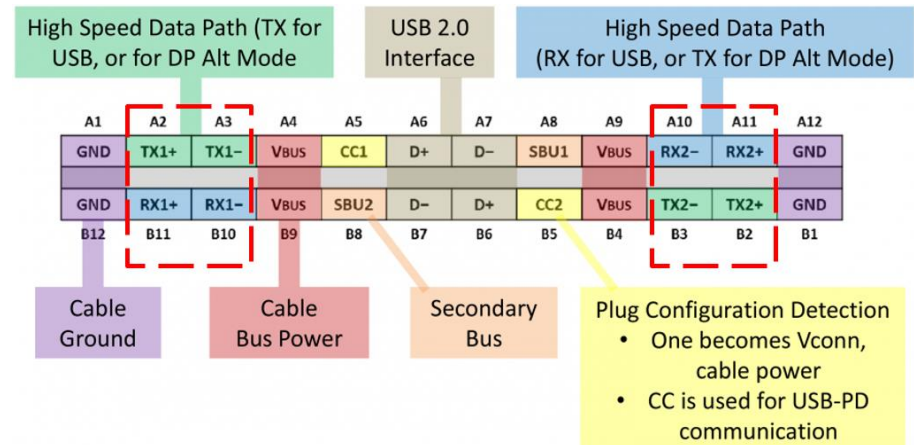 High Speed Data Path (TX for
USB, or for DP Alt Mode
USB 2.0
Interface
High Speed Data Path
(RX for USB, or TX for DP Alt Mode)
A1 A2 A3 A4 A5 A6 A7 A8 A9 A10 A11 A12
GND TX1+ TX1− VBUS CC1 D+ D− SBU1 VBUS RX2− RX2+ GND
GND RX1+ RX1− VBUS SBU2 D− D+ CC2 VBUS TX2− TX2+ GND
B12 B11 B10 B9 B8 B7 B6 B5 B4 B3 B2 B1
Cable
Ground
Cable
Bus Power
Secondary
Bus
Plug Configuration Detection
• One becomes Vconn,
cable power
• CC is used for USB-PD
communication